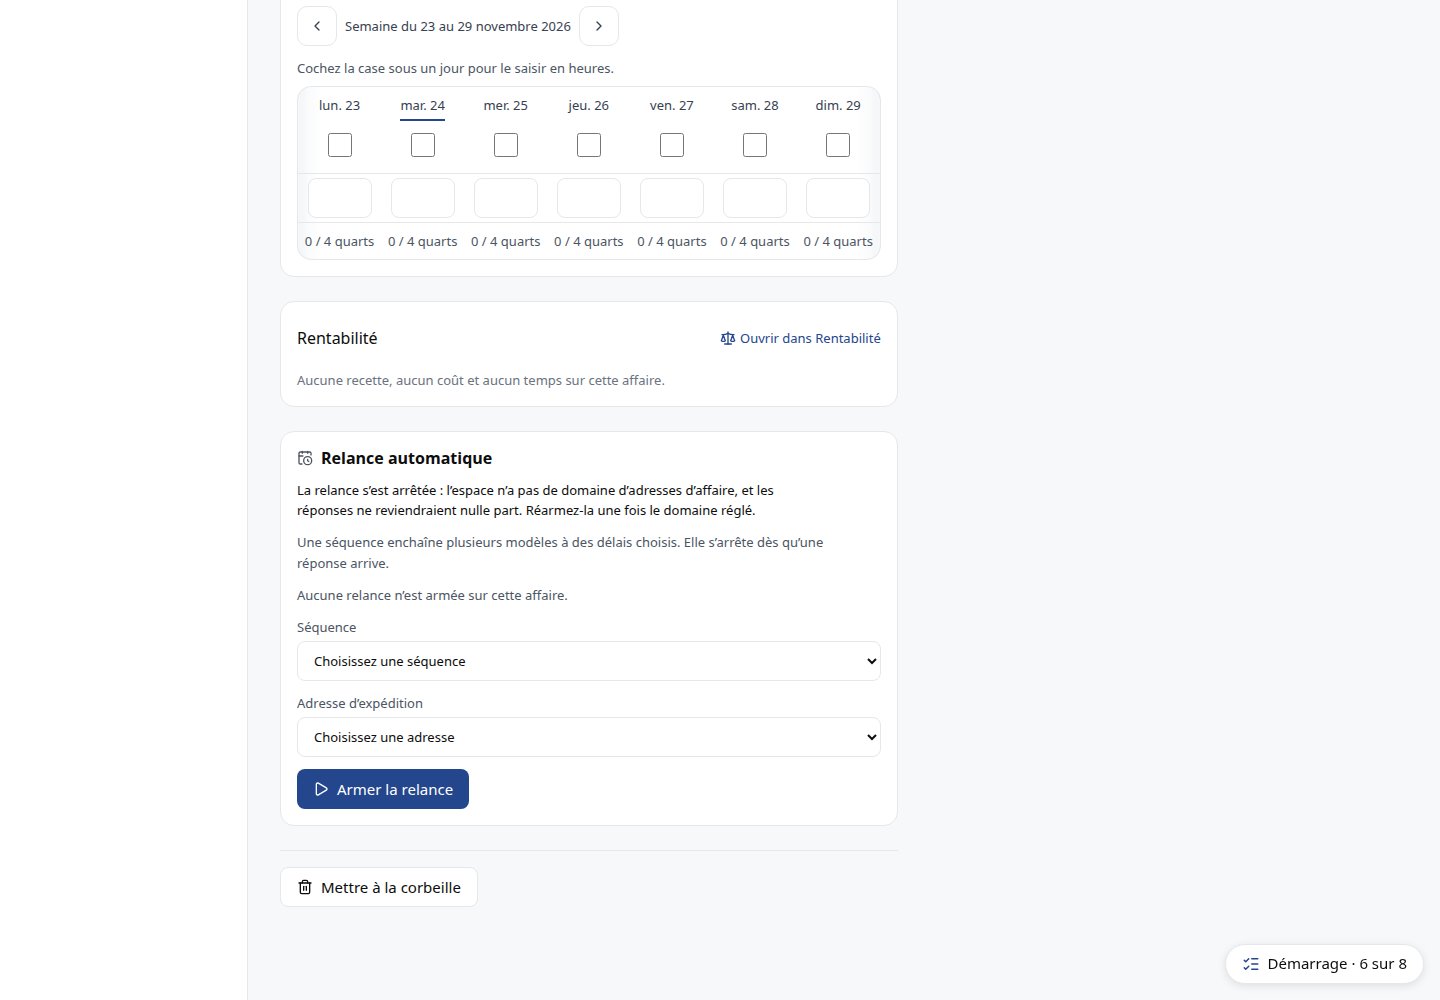 Semaine du 23 au 29 novembre 2026
Cochez la case sous un jour pour le saisir en heures.
lun. 23 mar. 24 mer. 25 jeu. 26 ven. 27 sam. 28 dim. 29
0 / 4 quarts 0 / 4 quarts 0 / 4 quarts 0 / 4 quarts 0 / 4 quarts 0 / 4 quarts 0 / 4 quarts
Rentabilité
Ouvrir dans Rentabilité
Aucune recette, aucun coût et aucun temps sur cette affaire.
Relance automatique
La relance s’est arrêtée : l’espace n’a pas de domaine d’adresses d’affaire, et les
réponses ne reviendraient nulle part. Réarmez-la une fois le domaine réglé.
Une séquence enchaîne plusieurs modèles à des délais choisis. Elle s’arrête dès qu’une
réponse arrive.
Aucune relance n’est armée sur cette affaire.
Séquence
Choisissez une séquence
Adresse d’expédition
Choisissez une adresse
Armer la relance
Mettre à la corbeille
Démarrage · 6 sur 8